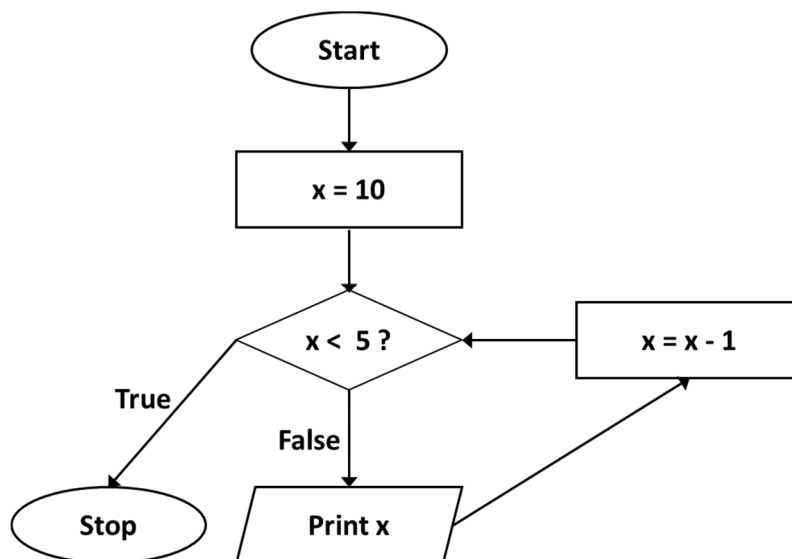 Start
x = 10
x < 5 ?
x = x - 1
True
False
Stop
Print x